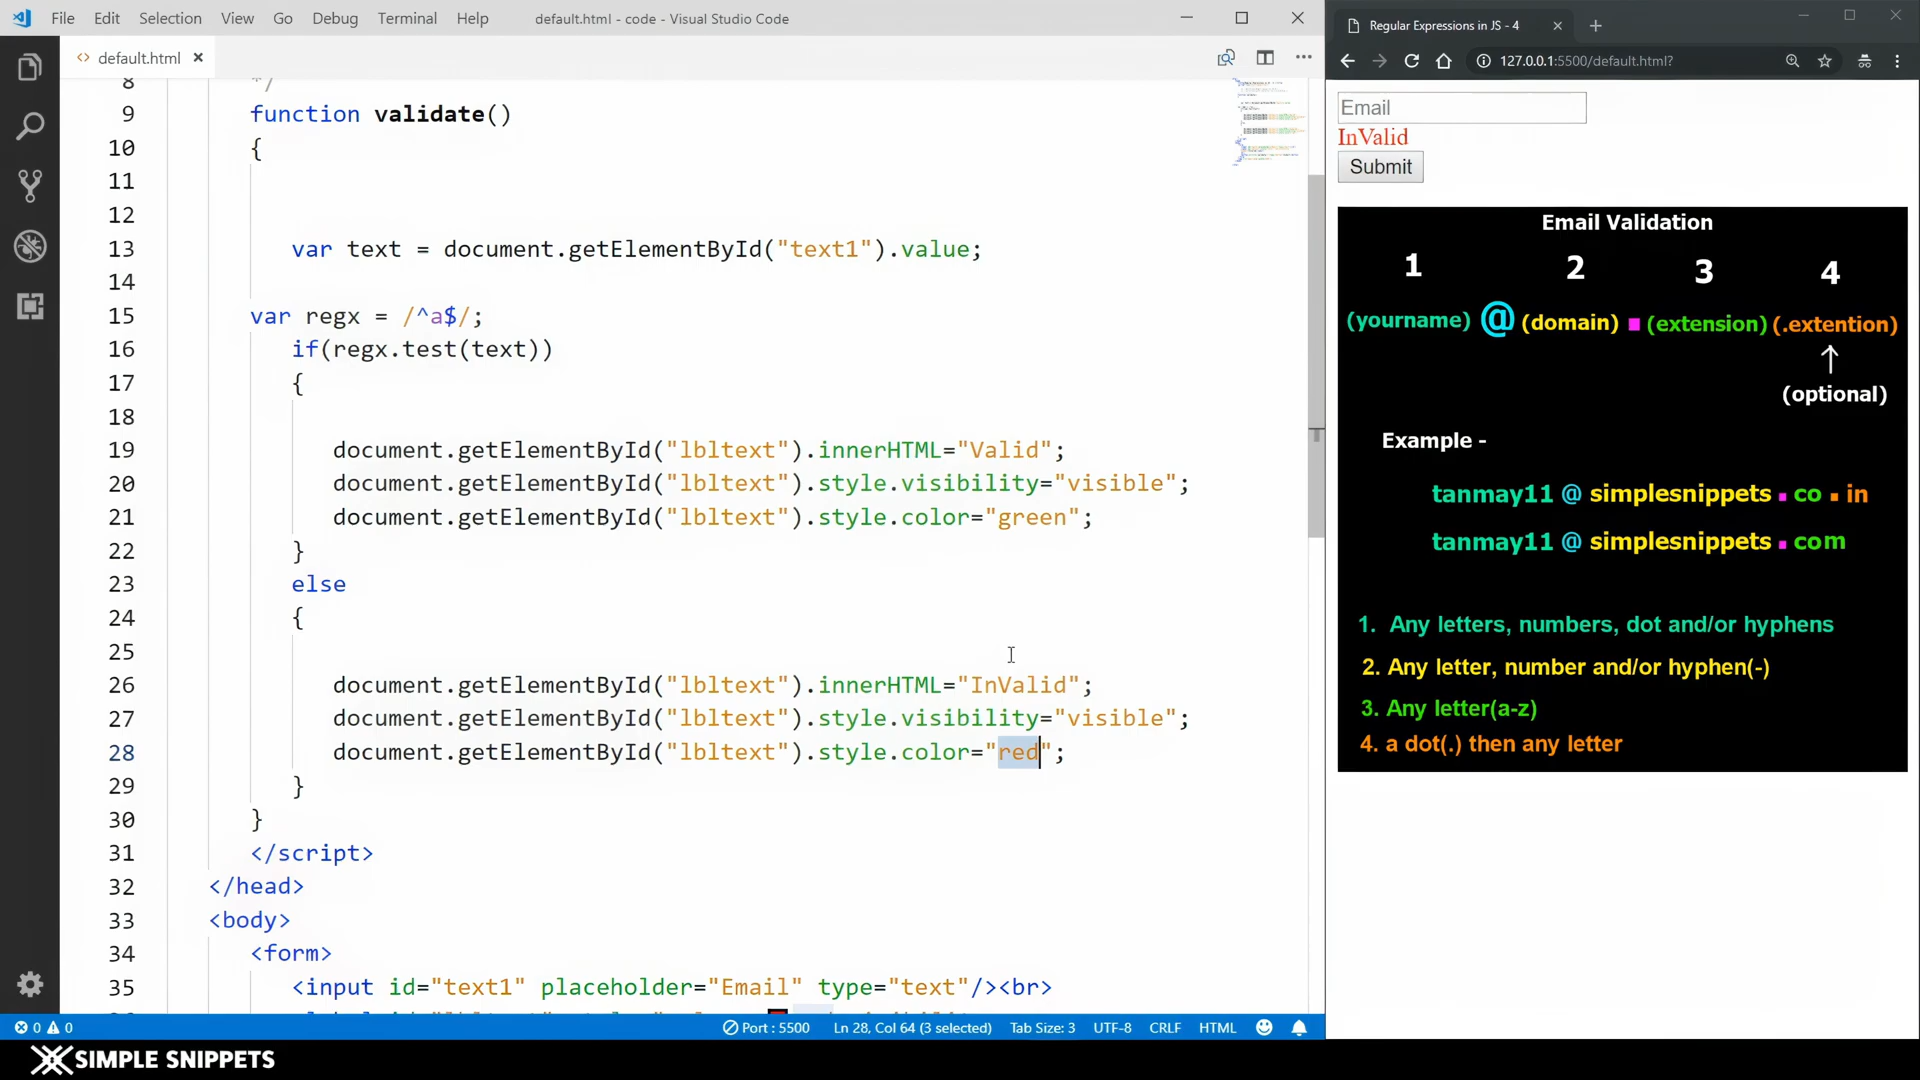 File Edit Selection View Go Debug Terminal Help default.html - code - Visual Studio Code
default.html
8 */
9 function validate()
10 {
11
12
13 var text = document.getElementById("text1").value;
14
15 var regx = /^a$/;
16 if(regx.test(text))
17 {
18
19 document.getElementById("lbltext").innerHTML="Valid";
20 document.getElementById("lbltext").style.visibility="visible";
21 document.getElementById("lbltext").style.color="green";
22 }
23 else
24 {
25
26 document.getElementById("lbltext").innerHTML="InValid";
27 document.getElementById("lbltext").style.visibility="visible";
28 document.getElementById("lbltext").style.color="red";
29 }
30 }
31 </script>
32 </head>
33 <body>
34 <form>
35 <input id="text1" placeholder="Email" type="text"/><br>
0 0 Port : 5500 Ln 28, Col 64 (3 selected) Tab Size: 3 UTF-8 CRLF HTML
SIMPLE SNIPPETS
Regular Expressions in JS - 4
127.0.0.1:5500/default.html?
Email
InValid
Submit
Email Validation
1 2 3 4
(yourname) @ (domain) . (extension) (.extention)
(optional)
Example -
tanmay11 @ simplesnippets . co . in
tanmay11 @ simplesnippets . com
1. Any letters, numbers, dot and/or hyphens
2. Any letter, number and/or hyphen(-)
3. Any letter(a-z)
4. a dot(.) then any letter